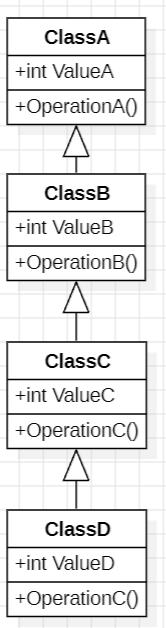 ClassA
+int ValueA
+OperationA()
ClassB
+int ValueB
+OperationB()
ClassC
+int ValueC
+OperationC()
ClassD
+int ValueD
+OperationC()